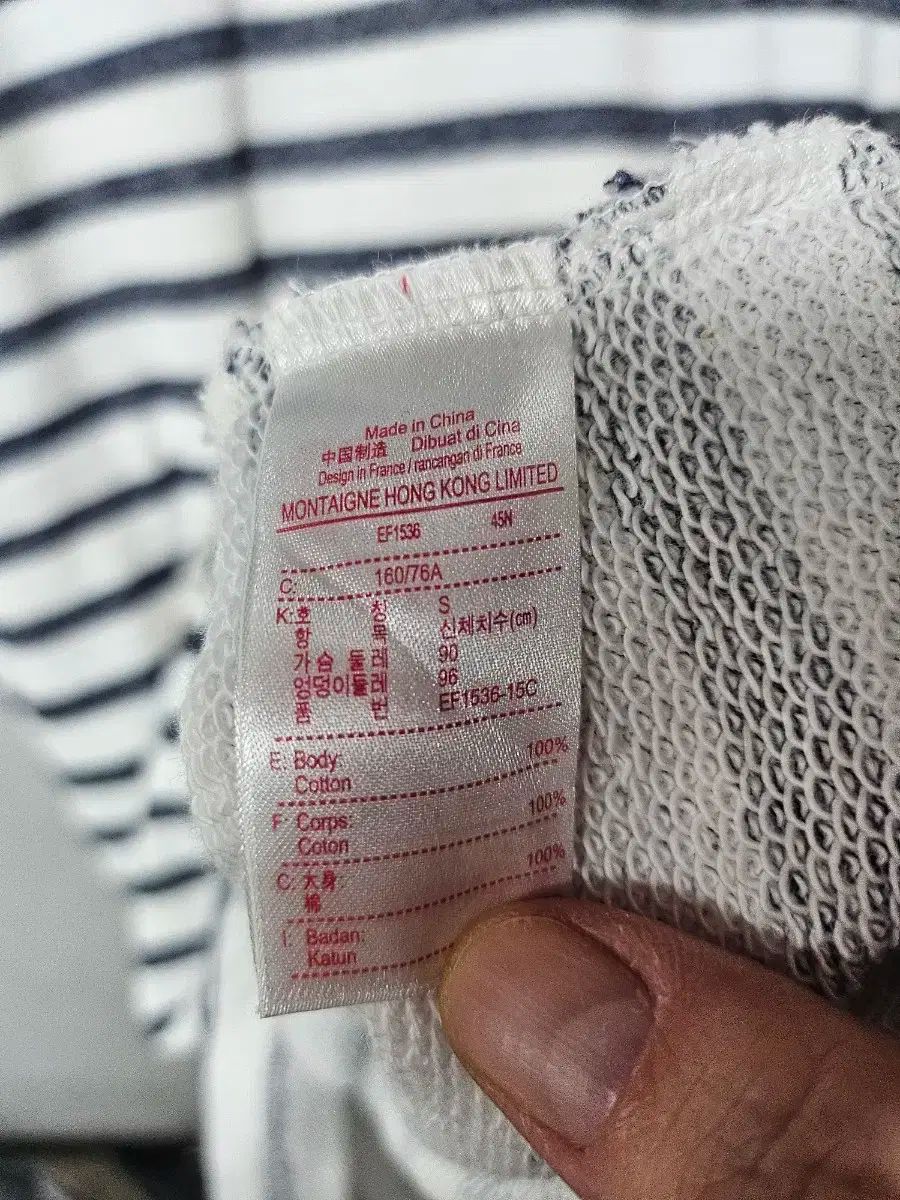 Made in China
中国制造 Dibuat di Cina
Design in France / rancangan di France
MONTAIGNE HONG KONG LIMITED
EF1536 45N
C: 160/76A
K: 호 칭 S
항 목 신체치수(cm)
가 슴 둘 레 90
엉덩이둘레 96
품 번 EF1536-15C
E: Body: 100%
Cotton
F: Corps: 100%
Coton
C: 大身: 100%
棉
I: Badan:
Katun